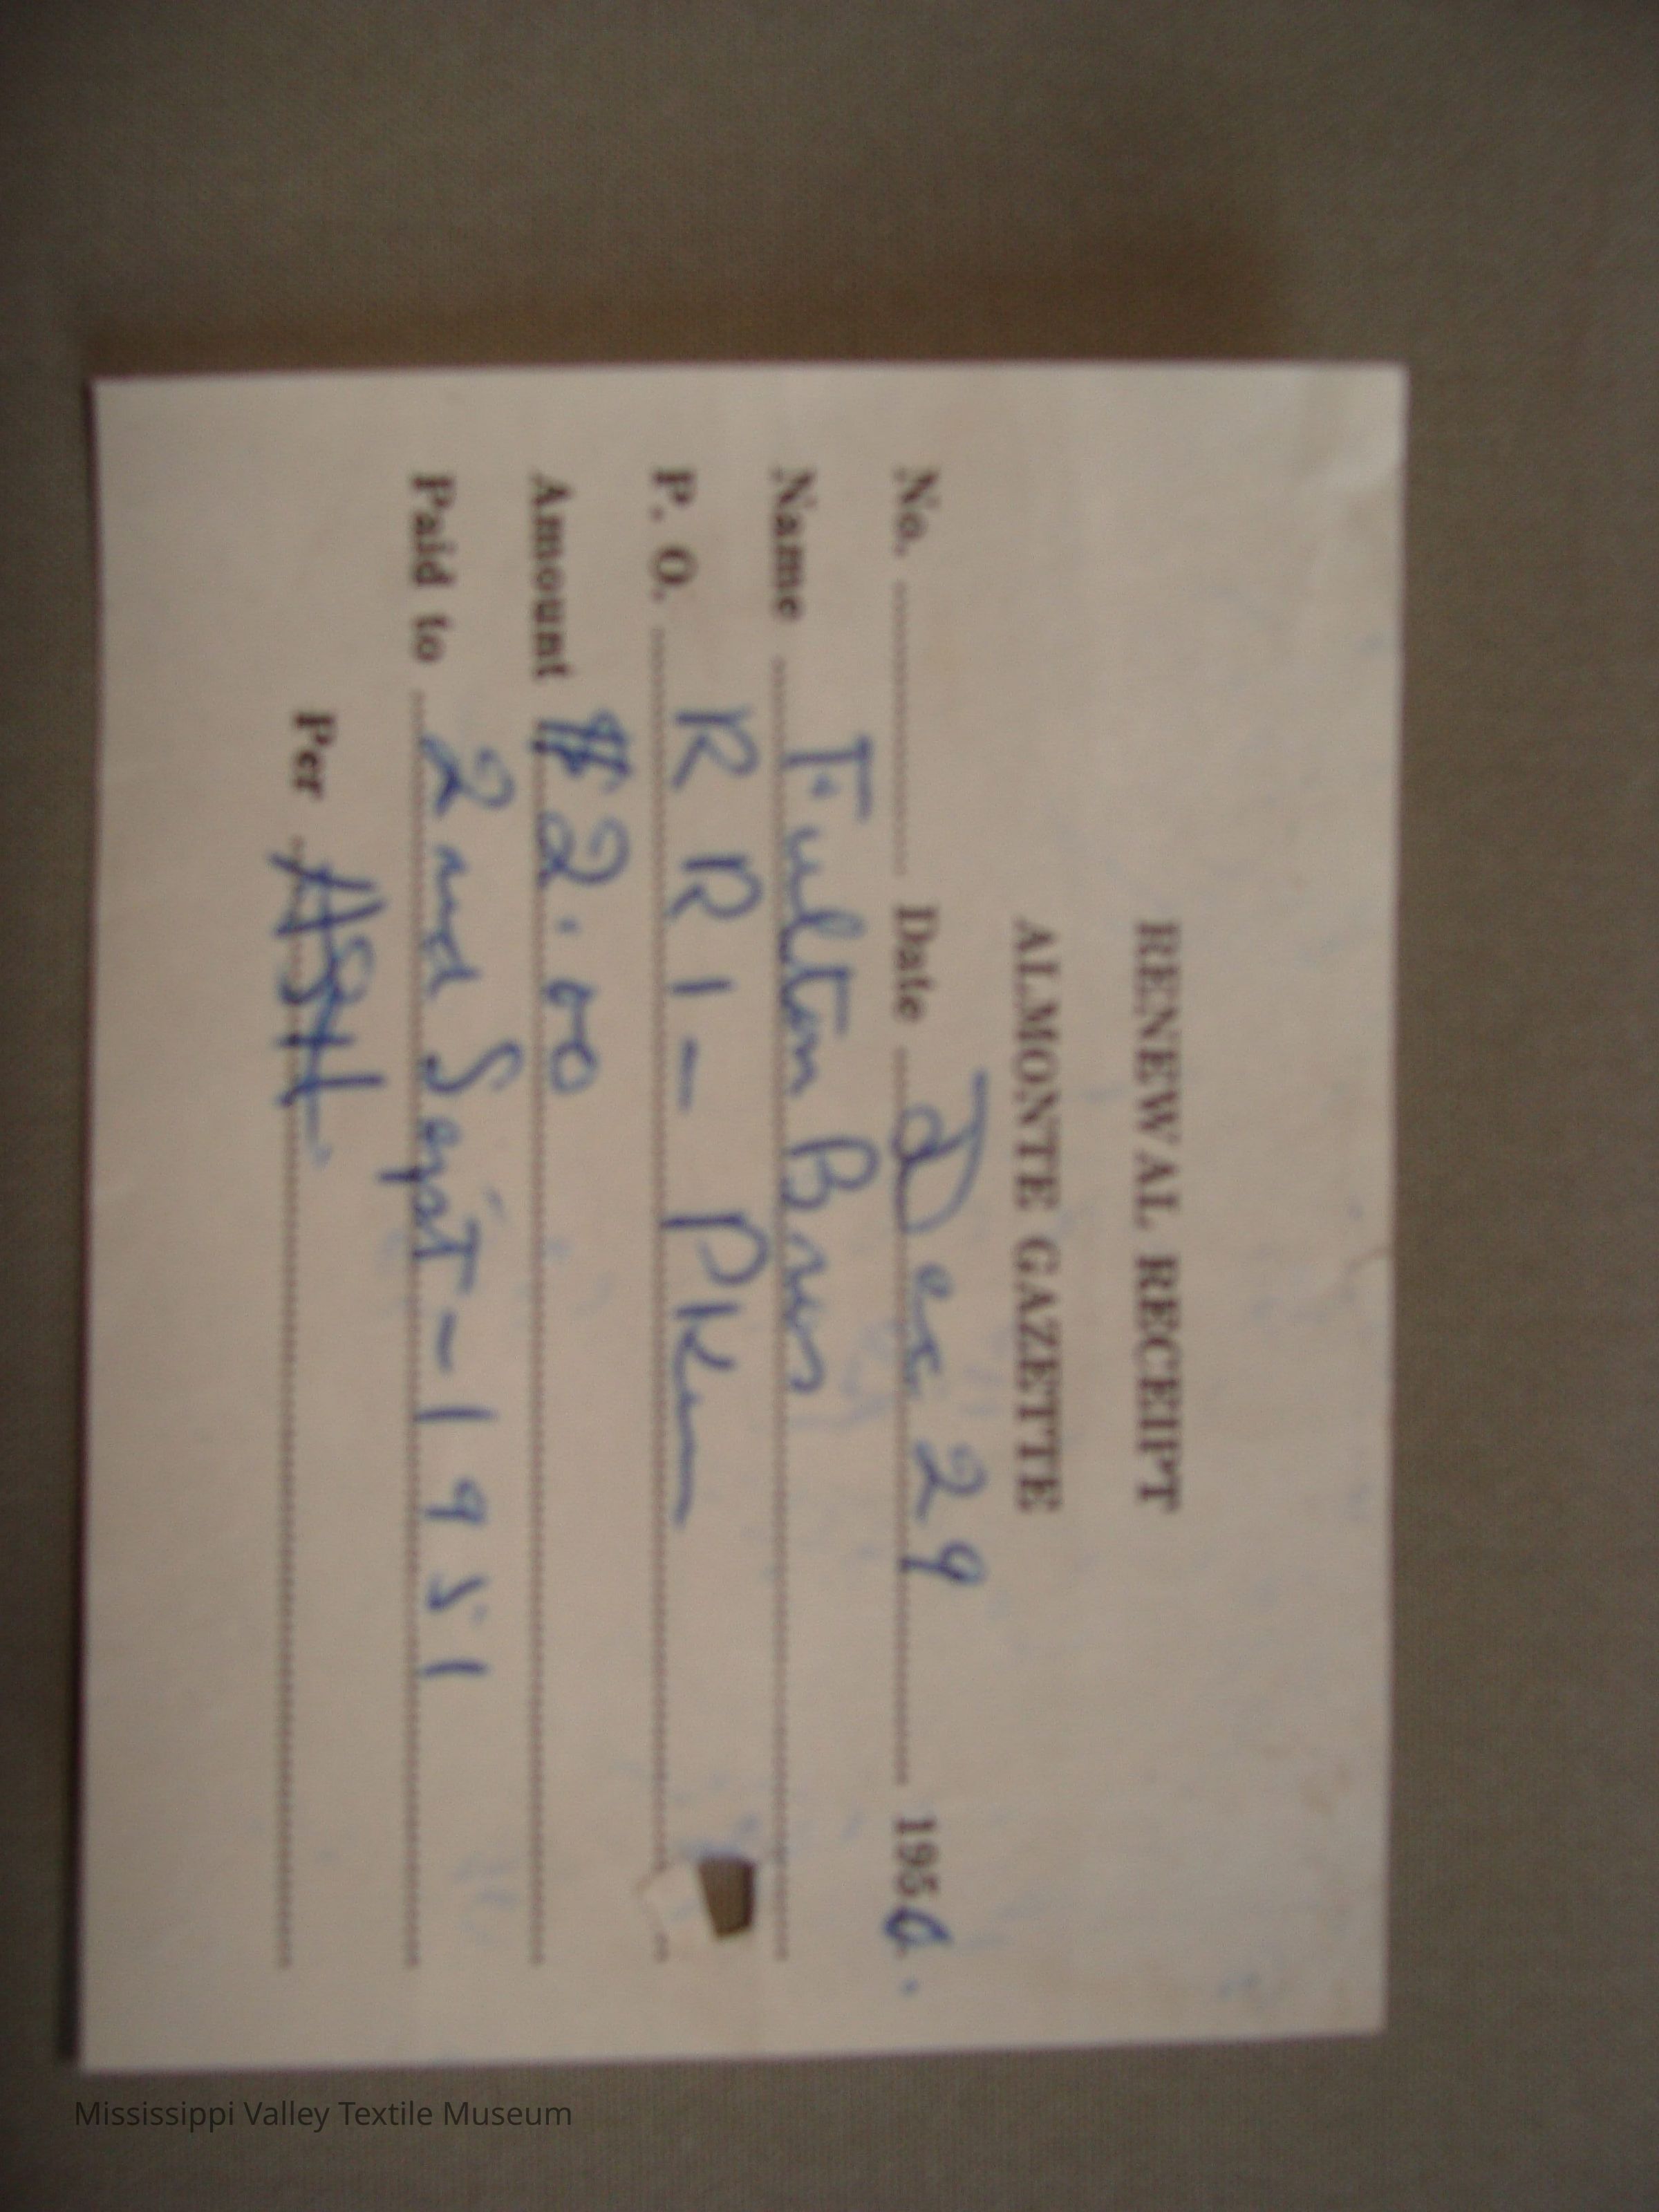 RENEWAL RECEIPT
ALMONTE GAZETTE
No. Date Dec 29 1950.
Name Fulton Bros
P. O. R R 1 - PKm
Amount $2.00
Paid to 2nd Sept - 1951
Per ASH
Mississippi Valley Textile Museum